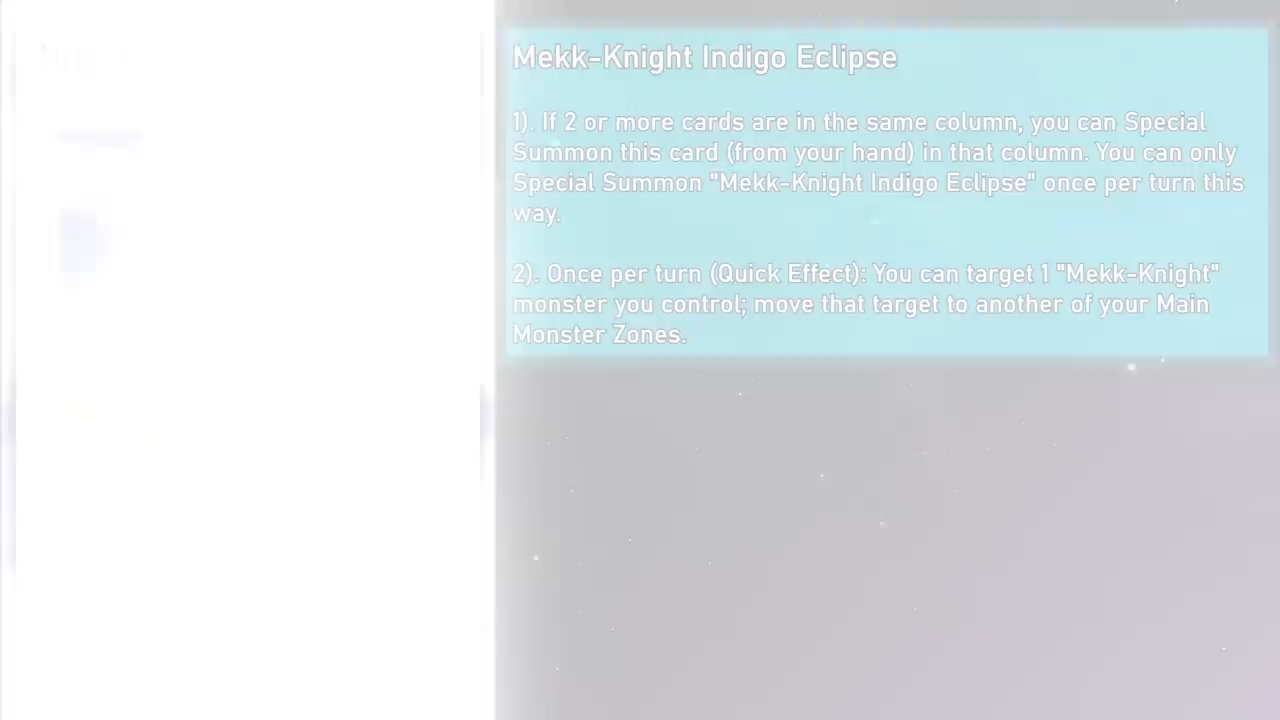 Mekk-Knight Indigo Eclipse
1). If 2 or more cards are in the same column, you can Special
Summon this card (from your hand) in that column. You can only
Special Summon "Mekk-Knight Indigo Eclipse" once per turn this
way.
2). Once per turn (Quick Effect): You can target 1 "Mekk-Knight"
monster you control; move that target to another of your Main
Monster Zones.